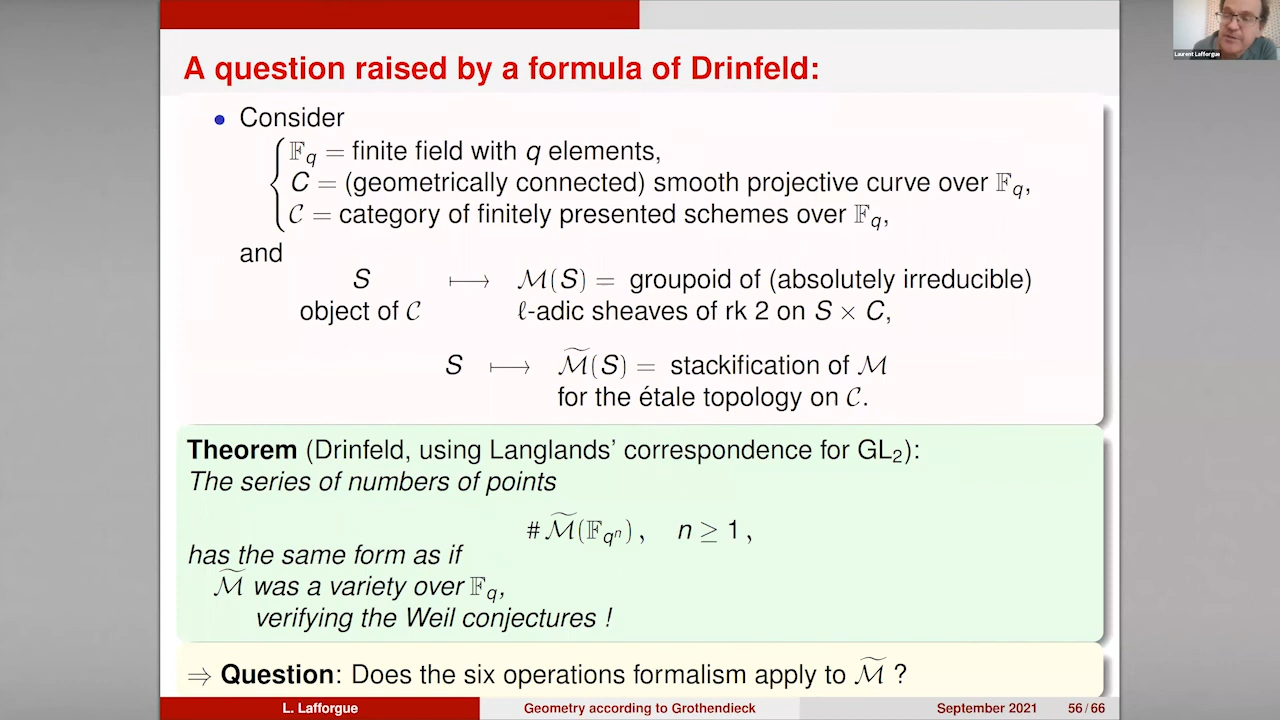 Laurent Lafforgue
A question raised by a formula of Drinfeld:
• Consider
𝔽_q = finite field with q elements,
C = (geometrically connected) smooth projective curve over 𝔽_q,
𝒞 = category of finitely presented schemes over 𝔽_q,
and
S ⟼ ℳ(S) = groupoid of (absolutely irreducible)
object of 𝒞 ℓ-adic sheaves of rk 2 on S × C,
S ⟼ ℳ̃(S) = stackification of ℳ
for the étale topology on 𝒞.
Theorem (Drinfeld, using Langlands' correspondence for GL₂):
The series of numbers of points
# ℳ̃(𝔽_{qⁿ}), n ≥ 1,
has the same form as if
ℳ̃ was a variety over 𝔽_q,
verifying the Weil conjectures !
⇒ Question: Does the six operations formalism apply to ℳ̃ ?
L. Lafforgue Geometry according to Grothendieck September 2021 56 / 66